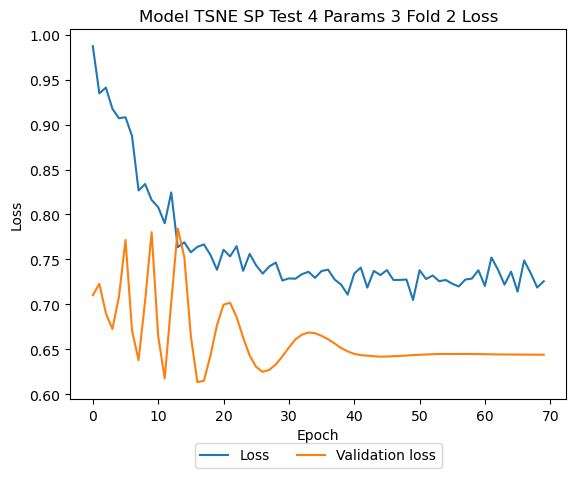 Model TSNE SP Test 4 Params 3 Fold 2 Loss
1.00
0.95
0.90
0.85
0.80
0.75
0.70
0.65
0.60
Loss
0 10 20 30 40 50 60 70
Epoch
Loss Validation loss